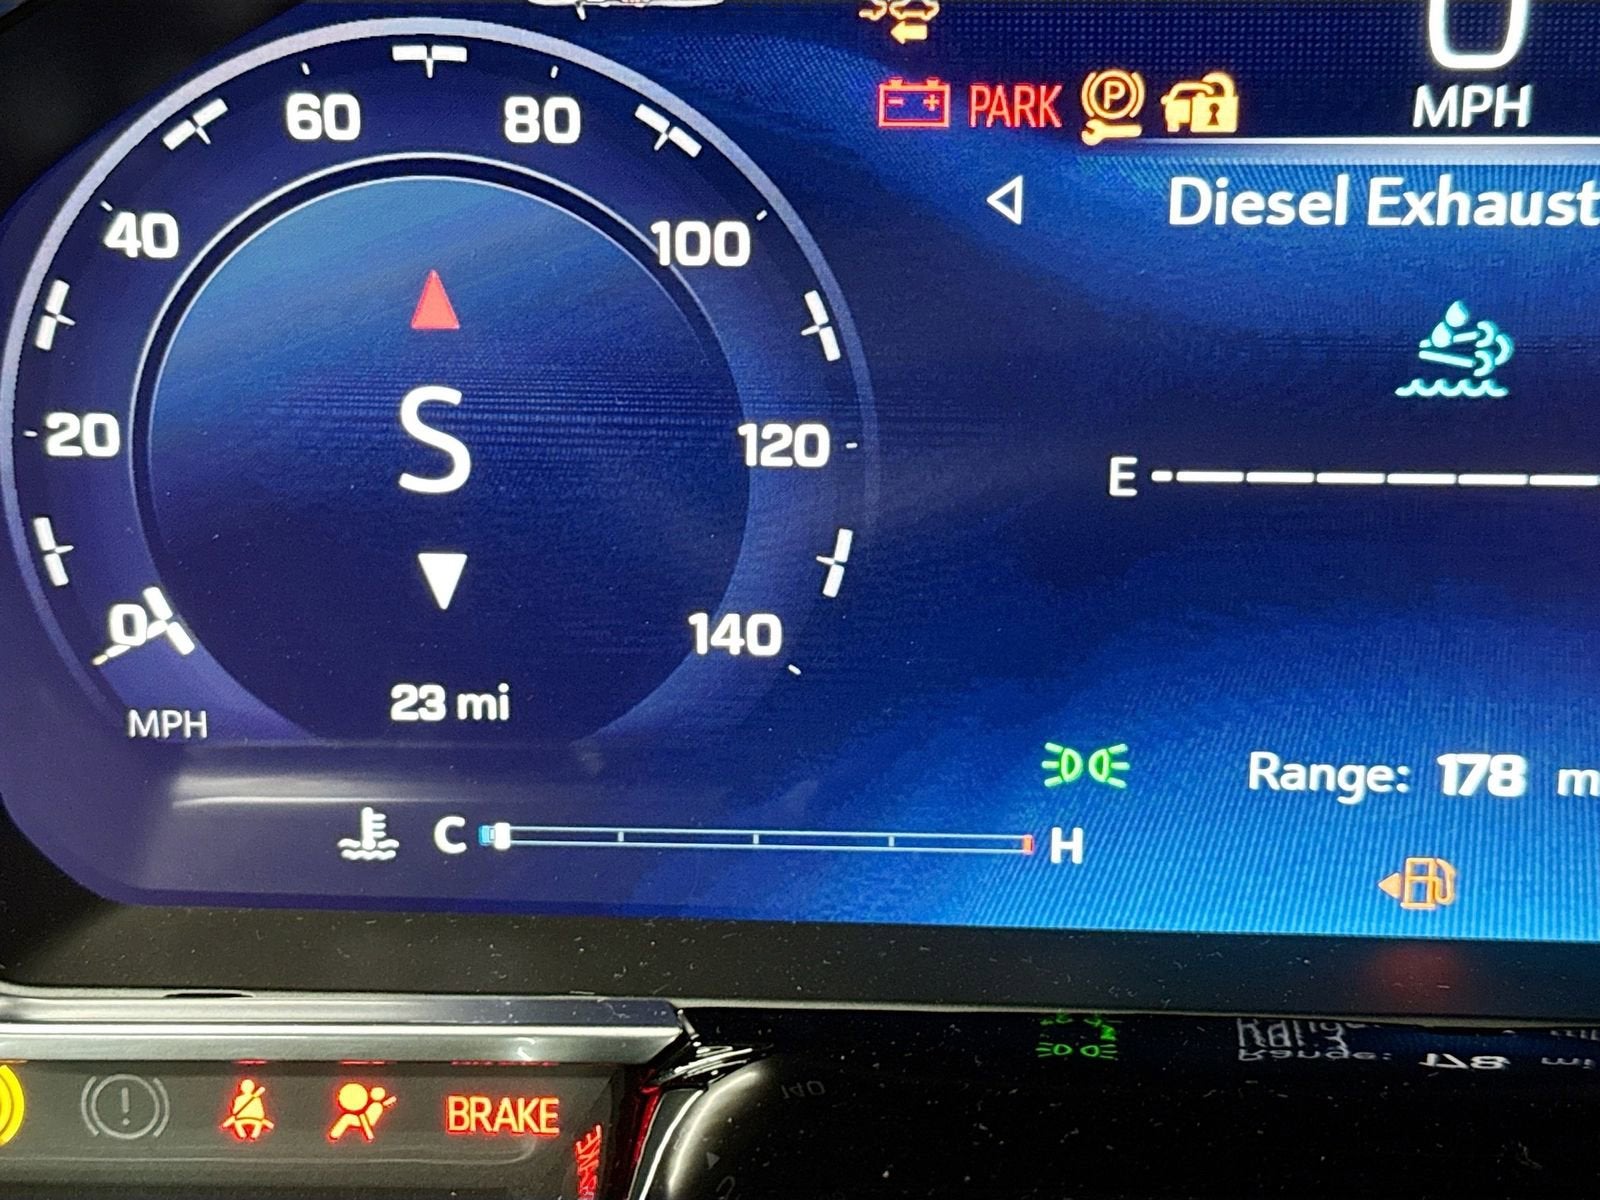 60
80
40
100
20
120
0
140
S
23 mi
MPH
C
H
PARK
P
MPH
Diesel Exhaust
E
Range: 178 m
BRAKE